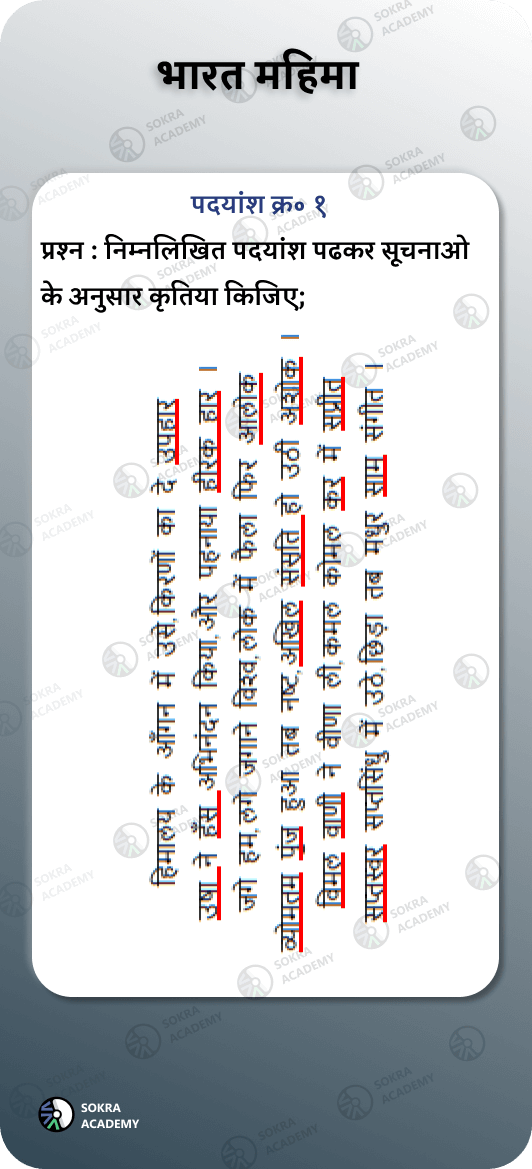 भारत महिमा
पदयांश क्र० १
प्रश्न : निम्नलिखित पदयांश पढकर सूचनाओ
के अनुसार कृतिया किजिए;
हिमालय के आँगन में उसे, किरणों का दे उपहार
उषा ने हँस अभिनंदन किया, और पहनाया हीरक हार ।
जगे हम, लगे जगाने विश्व, लोक में फैला फिर आलोक
व्योमतम पुंज हुआ तब नष्ट, अखिल संसृति हो उठी अशोक ।
विमल वाणी ने वीणा ली, कमल कोमल कर में सप्रीत
सप्तस्वर सप्तसिंधु में उठे, छिड़ा तब मधुर साम संगीत ।
SOKRA
ACADEMY